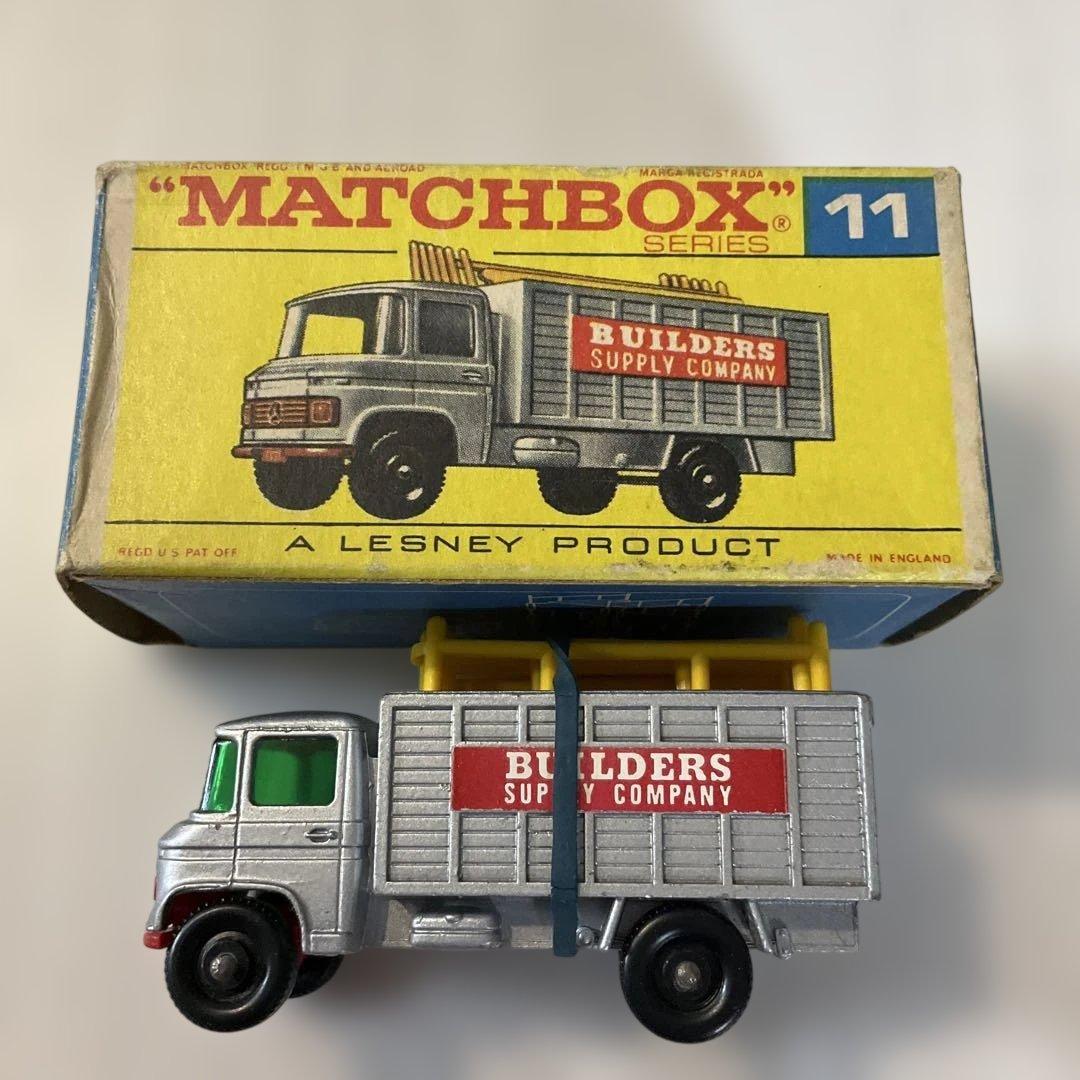 "MATCHBOX" REGD TM G B AND ABROAD
MARCA REGISTRADA
"MATCHBOX"®
SERIES
11
BUILDERS
SUPPLY COMPANY
REGD U S PAT OFF
A LESNEY PRODUCT
MADE IN ENGLAND
BUILDERS
SUPPLY COMPANY